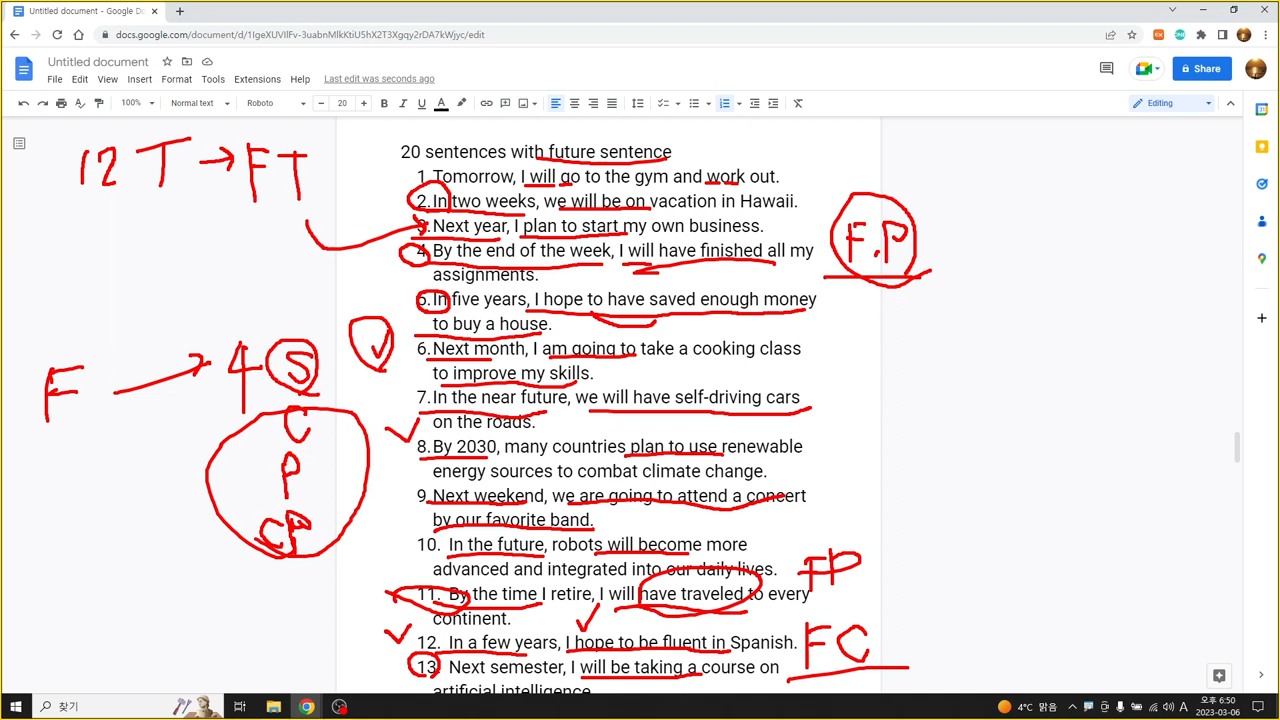 Untitled document
docs.google.com/document/d/1IgeXUVIlFv-3uabnMlkKtiU5hX2T3Xgqy2rDA7kWjyc/edit
Untitled document
File Edit View Insert Format Tools Extensions Help Last edit was seconds ago
Share
100% Normal text Roboto 20 Editing
20 sentences with future sentence
1. Tomorrow, I will go to the gym and work out.
2. In two weeks, we will be on vacation in Hawaii.
3. Next year, I plan to start my own business.
4. By the end of the week, I will have finished all my
assignments.
5. In five years, I hope to have saved enough money
to buy a house.
6. Next month, I am going to take a cooking class
to improve my skills.
7. In the near future, we will have self-driving cars
on the roads.
8. By 2030, many countries plan to use renewable
energy sources to combat climate change.
9. Next weekend, we are going to attend a concert
by our favorite band.
10. In the future, robots will become more
advanced and integrated into our daily lives.
11. By the time I retire, I will have traveled to every
continent.
12. In a few years, I hope to be fluent in Spanish.
13. Next semester, I will be taking a course on
artificial intelligence.
12 T → FT
F → 4 S
C
P
CP
F.P
FP
FC
찾기
4°C 맑음
A
오후 6:50
2023-03-06